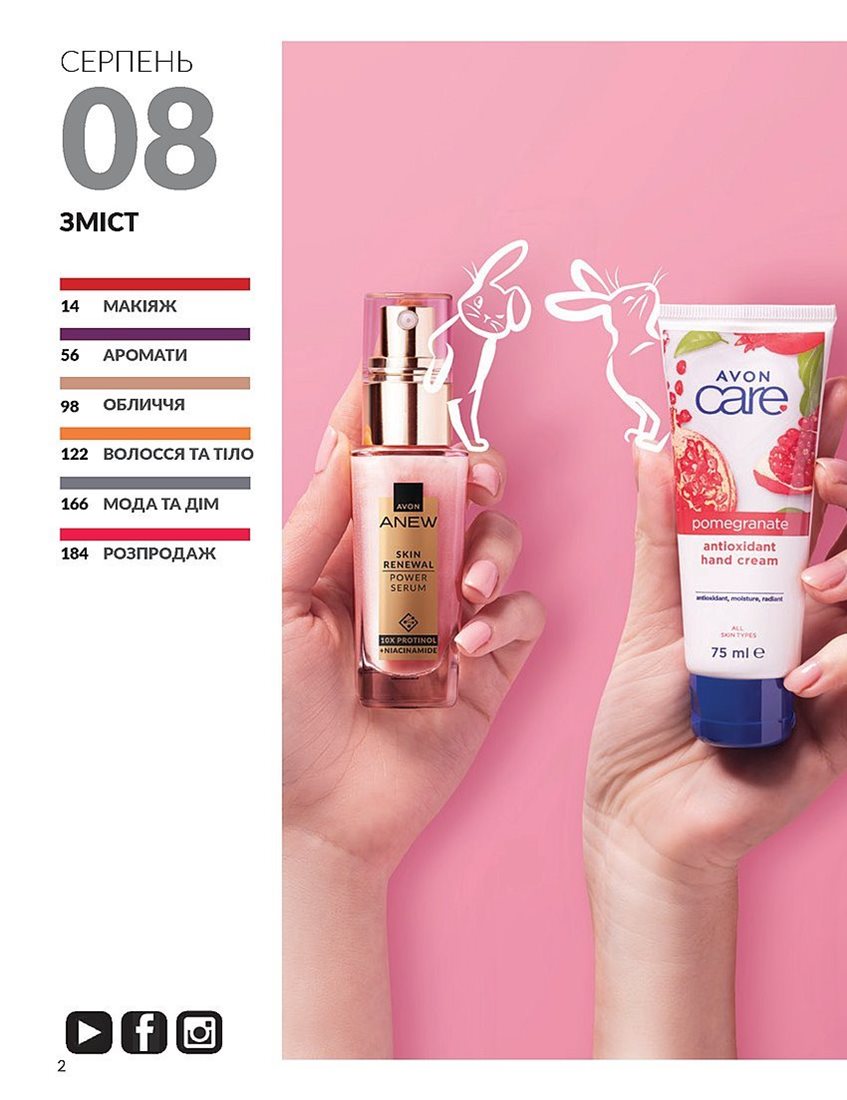 СЕРПЕНЬ
08
ЗМІСТ
14 МАКІЯЖ
56 АРОМАТИ
98 ОБЛИЧЧЯ
122 ВОЛОССЯ ТА ТІЛО
166 МОДА ТА ДІМ
184 РОЗПРОДАЖ
AVON
ANEW
SKIN
RENEWAL
POWER
SERUM
10X PROTINOL
+NIACINAMIDE
AVON
care
pomegranate
antioxidant
hand cream
antioxidant, moisture, radiant
ALL
SKIN TYPES
75 ml e
2